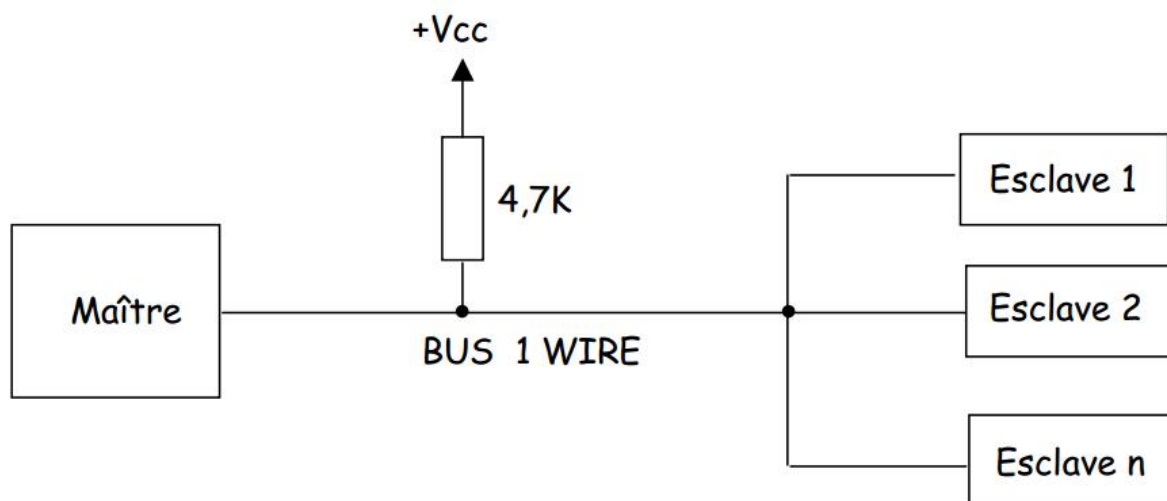 +Vcc
4,7K
Maître
BUS 1 WIRE
Esclave 1
Esclave 2
Esclave n